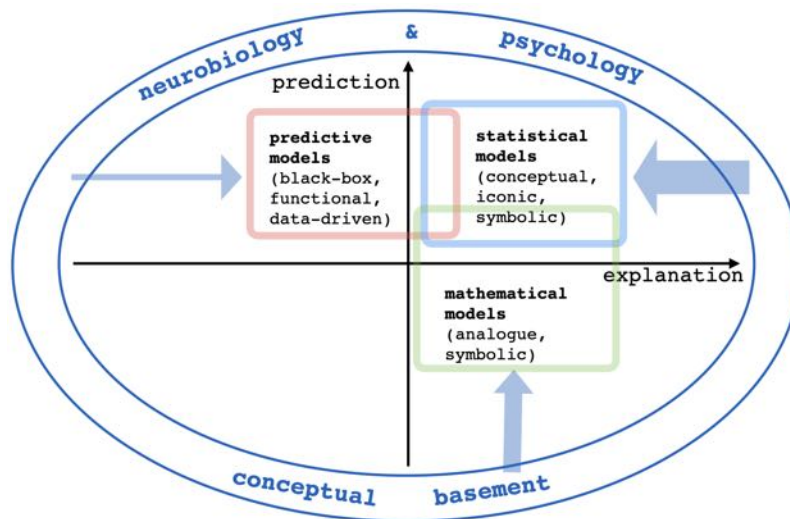 neurobiology & psychology
prediction
predictive
models
(black-box,
functional,
data-driven)
statistical
models
(conceptual,
iconic,
symbolic)
explanation
mathematical
models
(analogue,
symbolic)
conceptual basement